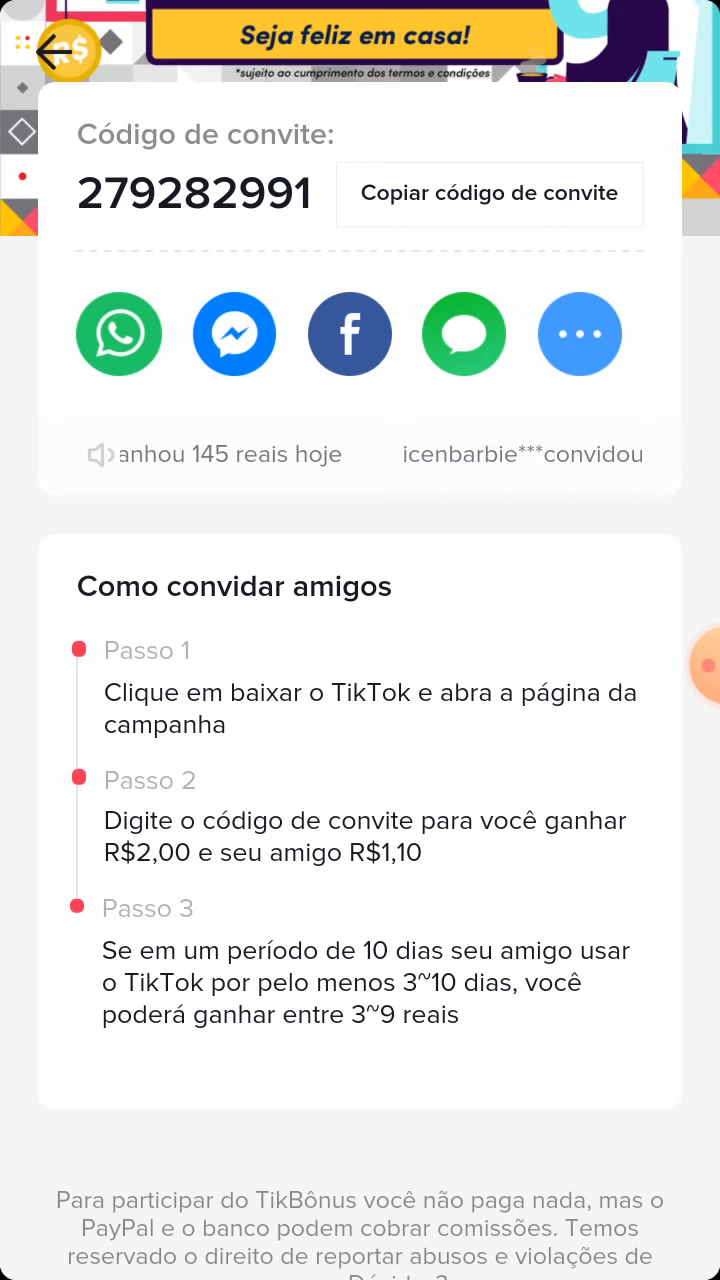 R$
Seja feliz em casa!
*sujeito ao cumprimento dos termos e condições
Código de convite:
279282991
Copiar código de convite
anhou 145 reais hoje
icenbarbie***convidou
Como convidar amigos
Passo 1
Clique em baixar o TikTok e abra a página da
campanha
Passo 2
Digite o código de convite para você ganhar
R$2,00 e seu amigo R$1,10
Passo 3
Se em um período de 10 dias seu amigo usar
o TikTok por pelo menos 3~10 dias, você
poderá ganhar entre 3~9 reais
Para participar do TikBônus você não paga nada, mas o
PayPal e o banco podem cobrar comissões. Temos
reservado o direito de reportar abusos e violações de